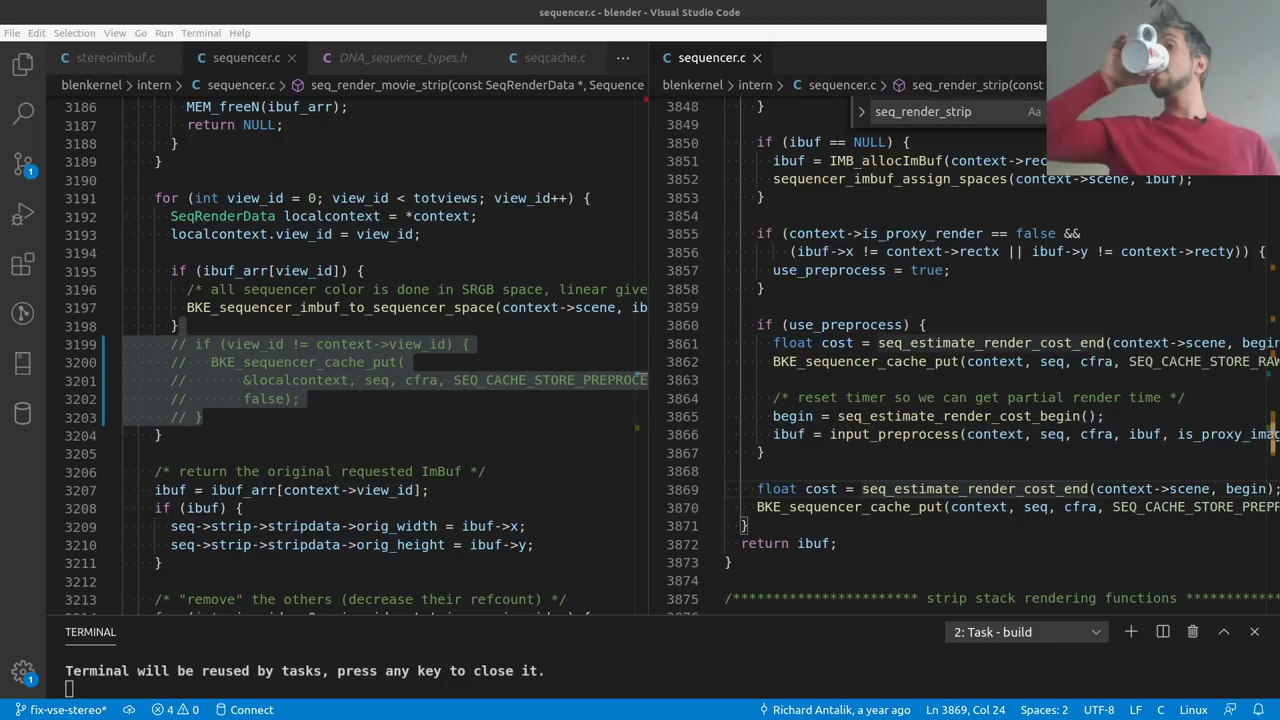 sequencer.c - blender - Visual Studio Code
File Edit Selection View Go Run Terminal Help
stereoimbuf.c sequencer.c DNA_sequence_types.h seqcache.c ...
blenkernel > intern > sequencer.c > seq_render_movie_strip(const SeqRenderData *, Sequence
3186 MEM_freeN(ibuf_arr);
3187 return NULL;
3188 }
3189 }
3190
3191 for (int view_id = 0; view_id < totviews; view_id++) {
3192 SeqRenderData localcontext = *context;
3193 localcontext.view_id = view_id;
3194
3195 if (ibuf_arr[view_id]) {
3196 /* all sequencer color is done in SRGB space, linear give
3197 BKE_sequencer_imbuf_to_sequencer_space(context->scene, ib
3198 }
3199 // if (view_id != context->view_id) {
3200 // BKE_sequencer_cache_put(
3201 // &localcontext, seq, cfra, SEQ_CACHE_STORE_PREPROCE
3202 // false);
3203 // }
3204 }
3205
3206 /* return the original requested ImBuf */
3207 ibuf = ibuf_arr[context->view_id];
3208 if (ibuf) {
3209 seq->strip->stripdata->orig_width = ibuf->x;
3210 seq->strip->stripdata->orig_height = ibuf->y;
3211 }
3212
3213 /* "remove" the others (decrease their refcount) */
sequencer.c
blenkernel > intern > sequencer.c > seq_render_strip(const
seq_render_strip Aa
3848 }
3849
3850 if (ibuf == NULL) {
3851 ibuf = IMB_allocImBuf(context->rec
3852 sequencer_imbuf_assign_spaces(context->scene, ibuf);
3853 }
3854
3855 if (context->is_proxy_render == false &&
3856 (ibuf->x != context->rectx || ibuf->y != context->recty)) {
3857 use_preprocess = true;
3858 }
3859
3860 if (use_preprocess) {
3861 float cost = seq_estimate_render_cost_end(context->scene, begin
3862 BKE_sequencer_cache_put(context, seq, cfra, SEQ_CACHE_STORE_RA
3863
3864 /* reset timer so we can get partial render time */
3865 begin = seq_estimate_render_cost_begin();
3866 ibuf = input_preprocess(context, seq, cfra, ibuf, is_proxy_ima
3867 }
3868
3869 float cost = seq_estimate_render_cost_end(context->scene, begin);
3870 BKE_sequencer_cache_put(context, seq, cfra, SEQ_CACHE_STORE_PREP
3871 }
3872 return ibuf;
3873 }
3874
3875 /*********************** strip stack rendering functions ************
TERMINAL
2: Task - build
Terminal will be reused by tasks, press any key to close it.
fix-vse-stereo* 4 0 Connect Richard Antalik, a year ago Ln 3869, Col 24 Spaces: 2 UTF-8 LF C Linux